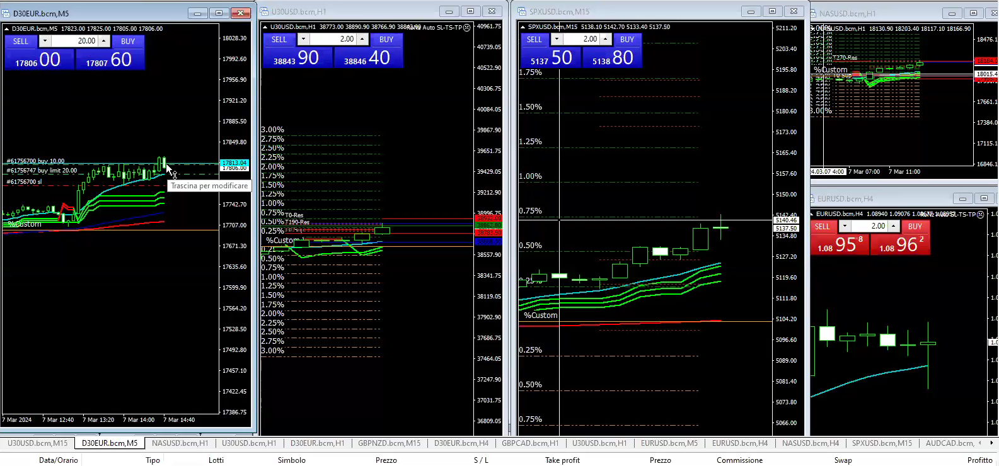 D30EUR.bcm,M5
D30EUR.bcm,M5 17823.00 17825.00 17805.00 17806.00
SELL 20.00 BUY
17806 00 17807 60
#61756700 buy 10.00
#61756747 buy limit 20.00
#61756700 sl
Trascina per modificare
%Custom
18028.30
17992.60
17956.90
17921.20
17885.50
17849.80
17813.04
17806.00
17742.70
17707.00
17671.30
17635.60
17599.90
17564.20
17528.50
17492.80
17457.10
17422.45
17386.75
7 Mar 2024 7 Mar 12:40 7 Mar 13:20 7 Mar 14:00 7 Mar 14:40
U30USD.bcm,H1
U30USD.bcm,H1 38773.00 38890.90 38766.90
Auto SL-TS-TP
SELL 2.00 BUY
38843 90 38846 40
3.00%
2.75%
2.50%
2.25%
2.00%
1.75%
1.50%
1.25%
1.00%
0.75%
0.50%
0.25%
T0-Res
T190-Res
%Custom
0.50%
0.75%
1.00%
1.25%
1.50%
1.75%
2.00%
2.25%
2.50%
2.75%
3.00%
40961.75
40739.05
40522.90
40306.75
40084.05
39867.90
39651.75
39429.05
39212.90
38996.75
38783.90
38557.90
38341.75
38119.05
37902.90
37686.75
37464.05
37247.90
37031.75
36809.05
SPXUSD.bcm,M15
SPXUSD.bcm,M15 5138.10 5142.70 5133.40 5137.50
SELL 2.00 BUY
5137 50 5138 80
1.75%
1.50%
1.25%
1.00%
0.75%
0.50%
0.25%
%Custom
0.25%
0.50%
0.75%
5211.20
5203.40
5195.80
5188.20
5180.60
5173.00
5165.40
5157.60
5150.00
5142.40
5140.46
5137.50
5134.80
5127.20
5119.60
5111.80
5104.20
5096.60
5089.00
5081.40
5073.80
5066.00
NASUSD.bcm,H1
18130.90 18203.40 18117.10 18166.90
T270-Res
%Custom
3.00%
18476.1
18184.0
18015.4
17661.1
17384.1
17115.1
16846.1
4.03.07 4:00 7 Mar 07:00 7 Mar 11:00
EURUSD.bcm,H4
EURUSD.bcm,H4 1.08940 1.09076
SL-TS-TP
SELL 2.00 BUY
1.08 95 8 1.08 96 2
U30USD.bcm,M15 D30EUR.bcm,M5 NASUSD.bcm,H1 U30USD.bcm,H1 D30EUR.bcm,H1 GBPNZD.bcm,M15 D30EUR.bcm,H4 GBPCAD.bcm,H1 U30USD.bcm,H1 EURUSD.bcm,M5 EURUSD.bcm,H4 NASUSD.bcm,H4 SPXUSD.bcm,M15 AUDCAD.bcm,
Data/Orario Tipo Lotti Simbolo Prezzo S / L Take profit Prezzo Commissione Swap Profitto